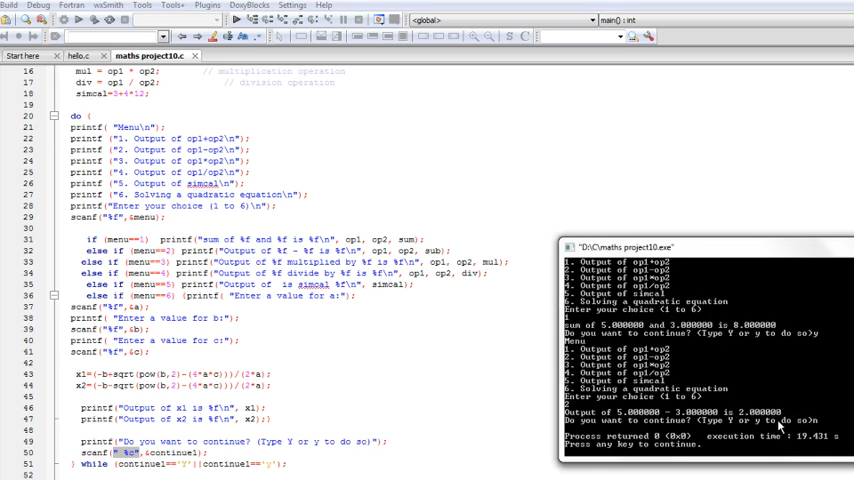 Build Debug Fortran wxSmith Tools Tools+ Plugins DoxyBlocks Settings Help
<global> main() : int
Start here hello.c maths project10.c
16 mul = op1 * op2; // multiplication operation
17 div = op1 / op2; // division operation
18 simcal=3+4*12;
19
20 do {
21 printf( "Menu\n");
22 printf ("1. Output of op1+op2\n");
23 printf ("2. Output of op1-op2\n");
24 printf ("3. Output of op1*op2\n");
25 printf ("4. Output of op1/op2\n");
26 printf ("5. Output of simcal\n");
27 printf ("6. Solving a quadratic equation\n");
28 printf("Enter your choice (1 to 6)\n");
29 scanf("%f",&menu);
30
31 if (menu==1) printf("sum of %f and %f is %f\n", op1, op2, sum);
32 else if (menu==2) printf("Output of %f - %f is %f\n", op1, op2, sub);
33 else if (menu==3) printf("Output of %f multiplied by %f is %f\n", op1, op2, mul);
34 else if (menu==4) printf("Output of %f divide by %f is %f\n", op1, op2, div);
35 else if (menu==5) printf("Output of  is simcal %f \n", simcal);
36 else if (menu==6) {printf( "Enter a value for a:");
37 scanf("%f",&a);
38 printf( "Enter a value for b:");
39 scanf("%f",&b);
40 printf( "Enter a value for c:");
41 scanf("%f",&c);
42
43 x1=(-b+sqrt(pow(b,2)-(4*a*c)))/(2*a);
44 x2=(-b-sqrt(pow(b,2)-(4*a*c)))/(2*a);
45
46 printf("Output of x1 is %f\n", x1);
47 printf("Output of x2 is %f\n", x2);}
48
49 printf("Do you want to continue? (Type Y or y to do so)");
50 scanf(" %c",&continue1);
51 } while (continue1=='Y'||continue1=='y');
52
"D:\C\maths project10.exe"
1. Output of op1+op2
2. Output of op1-op2
3. Output of op1*op2
4. Output of op1/op2
5. Output of simcal
6. Solving a quadratic equation
Enter your choice (1 to 6)
1
sum of 5.000000 and 3.000000 is 8.000000
Do you want to continue? (Type Y or y to do so)y
Menu
1. Output of op1+op2
2. Output of op1-op2
3. Output of op1*op2
4. Output of op1/op2
5. Output of simcal
6. Solving a quadratic equation
Enter your choice (1 to 6)
2
Output of 5.000000 - 3.000000 is 2.000000
Do you want to continue? (Type Y or y to do so)n
Process returned 0 (0x0) execution time : 19.431 s
Press any key to continue.